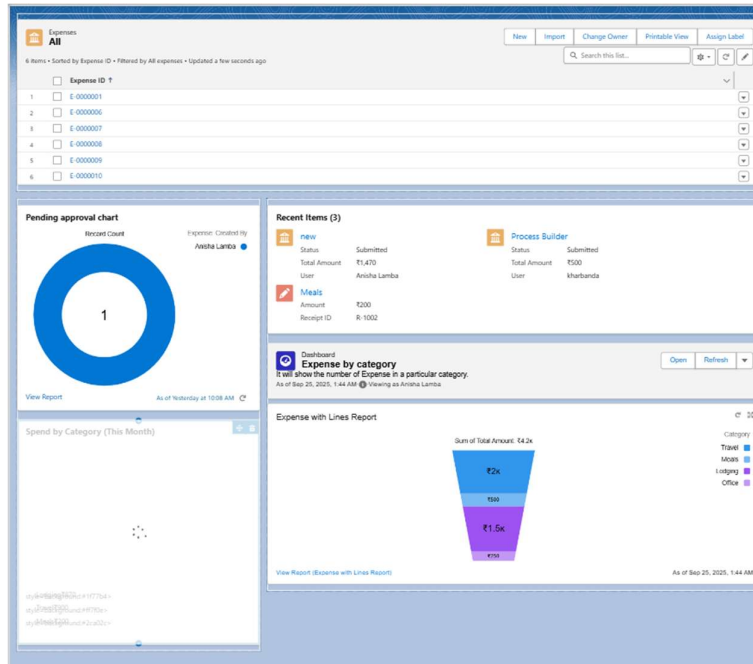 Expenses
All
New Import Change Owner Printable View Assign Label
6 items • Sorted by Expense ID • Filtered by All expenses • Updated a few seconds ago
Search this list...
Expense ID ↑
1 E-0000001
2 E-0000006
3 E-0000007
4 E-0000008
5 E-0000009
6 E-0000010
Pending approval chart
Record Count
Expense: Created By
Anisha Lamba
1
View Report
As of Yesterday at 10:08 AM
Spend by Category (This Month)
Recent Items (3)
new
Status Submitted
Total Amount ₹1,470
User Anisha Lamba
Process Builder
Status Submitted
Total Amount ₹500
User kharbanda
Meals
Amount ₹200
Receipt ID R-1002
Dashboard
Expense by category
It will show the number of Expense in a particular category.
As of Sep 25, 2025, 1:44 AM Viewing as Anisha Lamba
Open Refresh
Expense with Lines Report
Sum of Total Amount: ₹4.2k
₹2k
₹500
₹1.5k
Category
Travel
Meals
Lodging
Office
View Report (Expense with Lines Report)
As of Sep 25, 2025, 1:44 AM